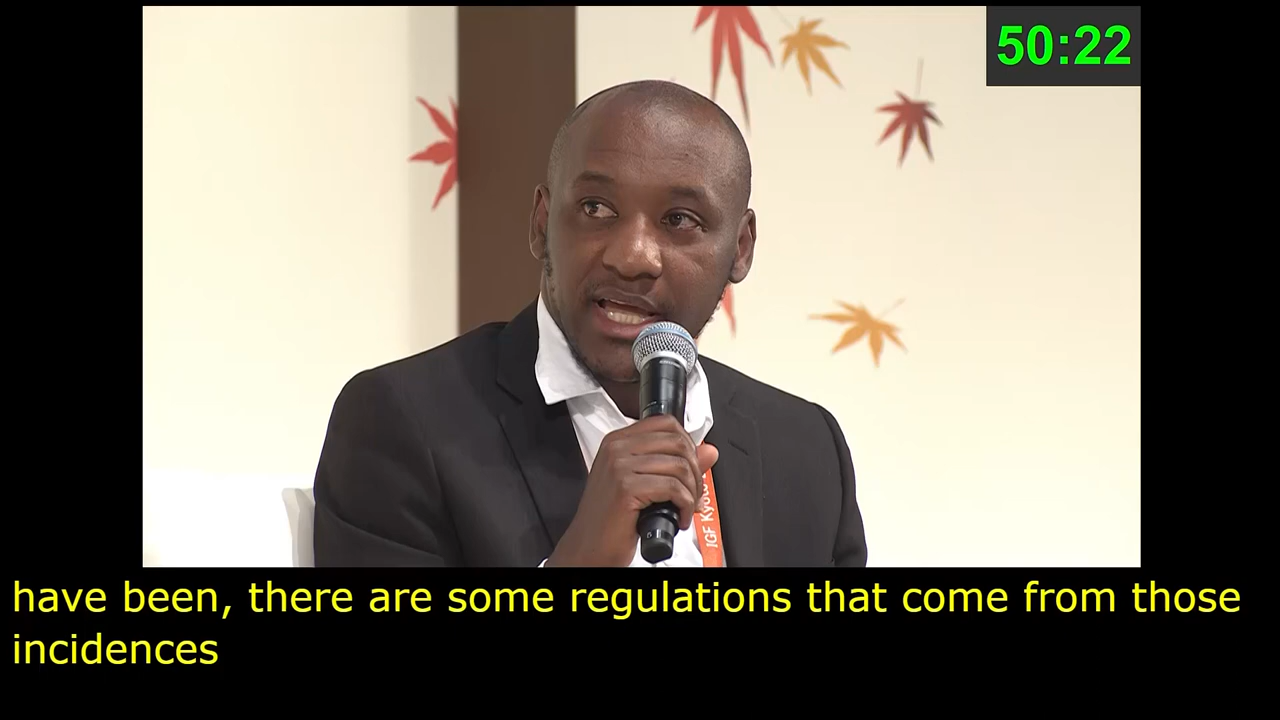 50:22
IGF Kyoto
have been, there are some regulations that come from those
incidences